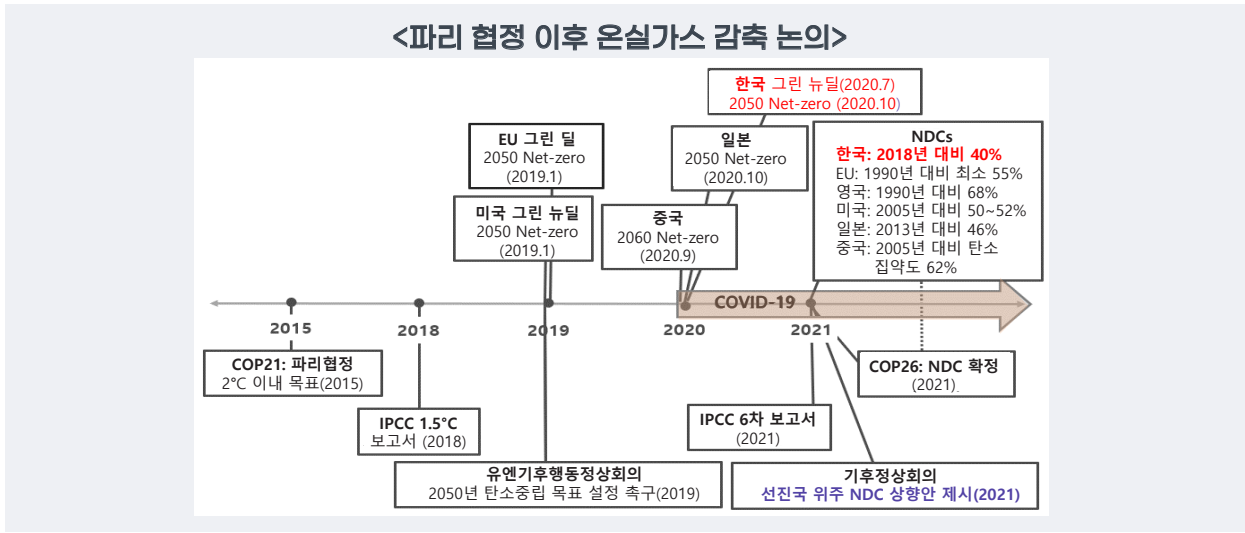 <파리 협정 이후 온실가스 감축 논의>
한국 그린 뉴딜(2020.7)
2050 Net-zero (2020.10)
EU 그린 딜
2050 Net-zero
(2019.1)
일본
2050 Net-zero
(2020.10)
NDCs
한국: 2018년 대비 40%
EU: 1990년 대비 최소 55%
영국: 1990년 대비 68%
미국: 2005년 대비 50~52%
일본: 2013년 대비 46%
중국: 2005년 대비 탄소
집약도 62%
미국 그린 뉴딜
2050 Net-zero
(2019.1)
중국
2060 Net-zero
(2020.9)
COVID-19
2015
2018
2019
2020
2021
COP21: 파리협정
2°C 이내 목표(2015)
COP26: NDC 확정
(2021)
IPCC 1.5°C
보고서 (2018)
IPCC 6차 보고서
(2021)
유엔기후행동정상회의
2050년 탄소중립 목표 설정 촉구(2019)
기후정상회의
선진국 위주 NDC 상향안 제시(2021)